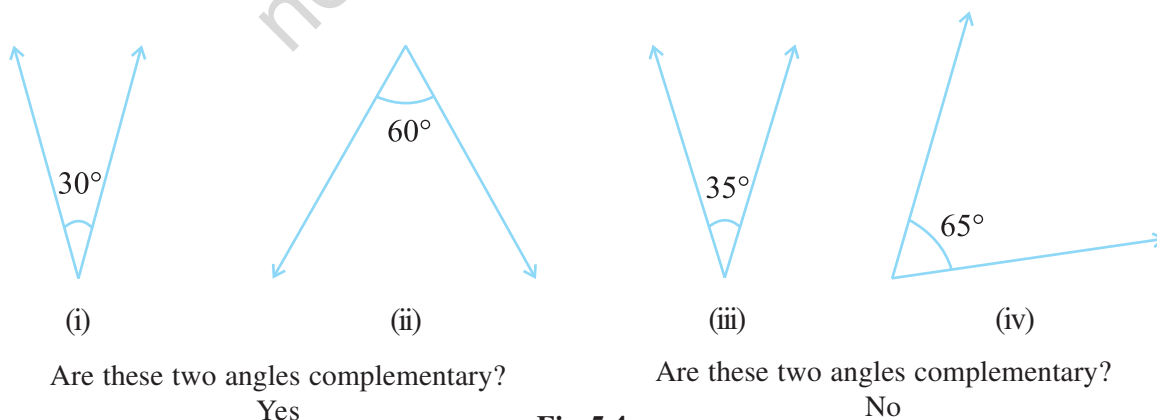 30°
60°
35°
65°
(i)
(ii)
(iii)
(iv)
Are these two angles complementary?
Yes
Are these two angles complementary?
No